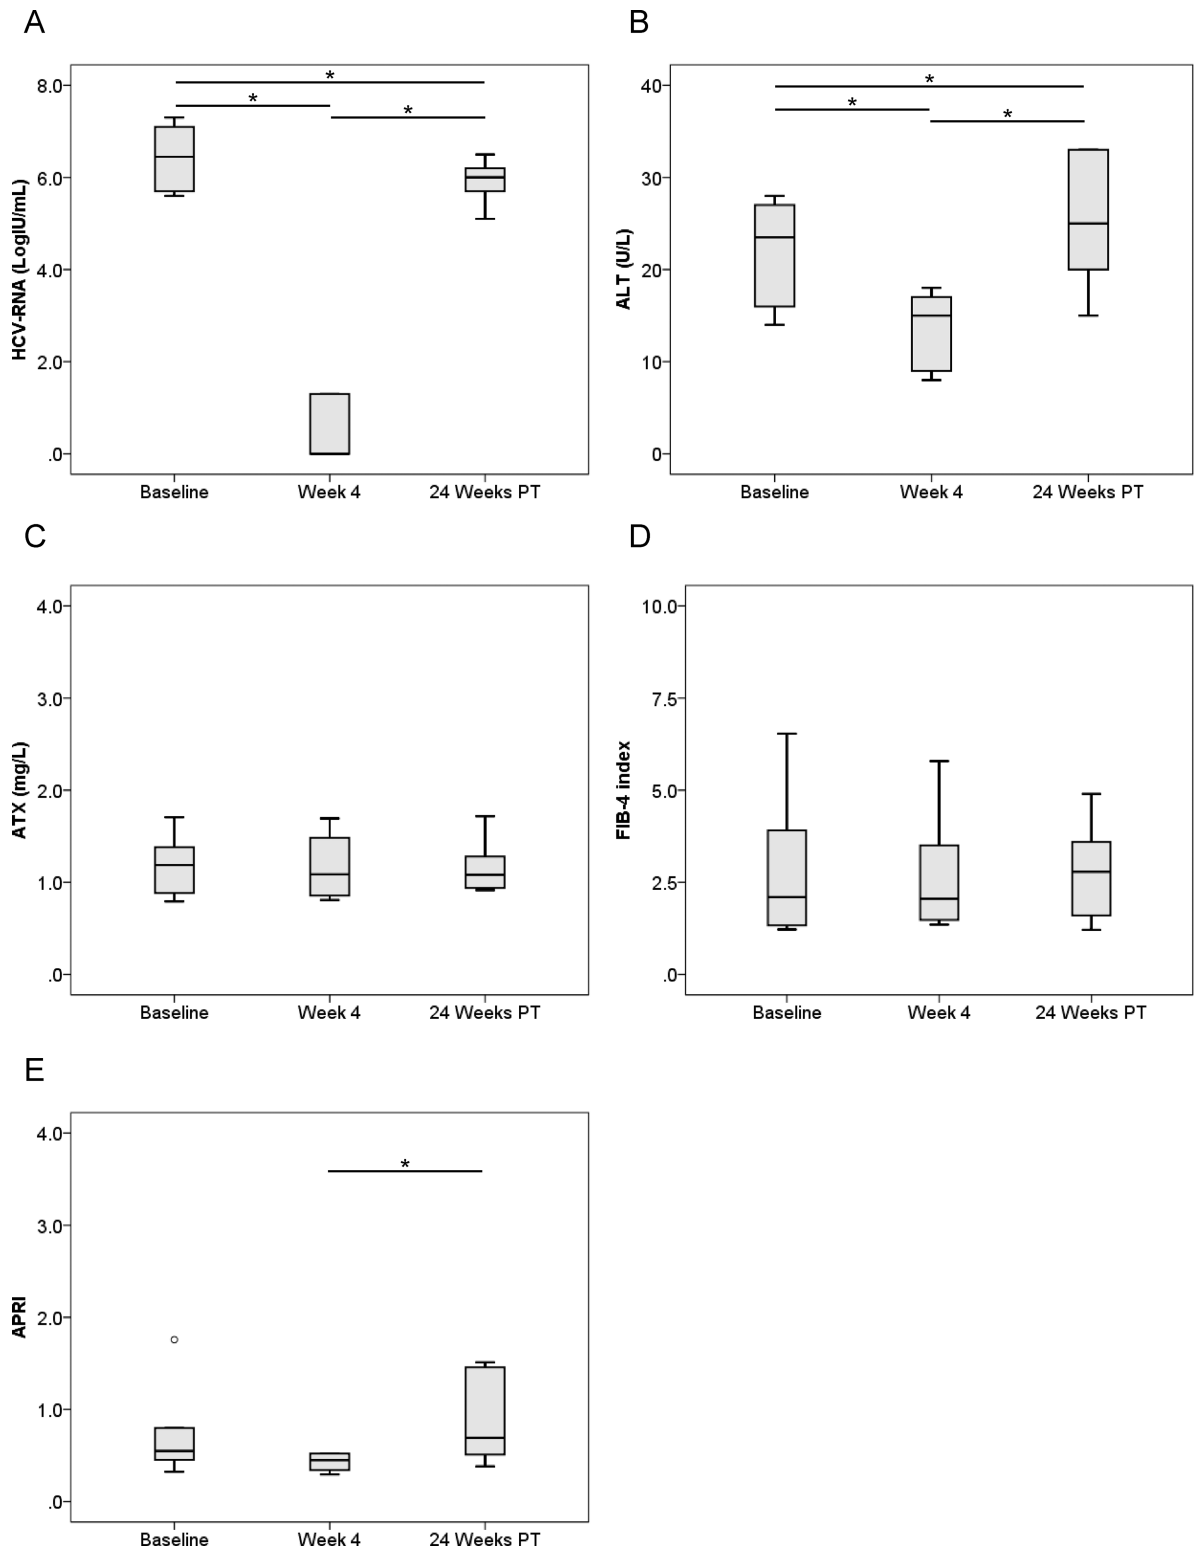 A
HCV-RNA (LogIU/mL)
8.0
6.0
4.0
2.0
.0
* * *
Baseline Week 4 24 Weeks PT
B
ALT (U/L)
40
30
20
10
0
* * *
Baseline Week 4 24 Weeks PT
C
ATX (mg/L)
4.0
3.0
2.0
1.0
.0
Baseline Week 4 24 Weeks PT
D
FIB-4 index
10.0
7.5
5.0
2.5
.0
Baseline Week 4 24 Weeks PT
E
APRI
4.0
3.0
2.0
1.0
.0
*
Baseline Week 4 24 Weeks PT